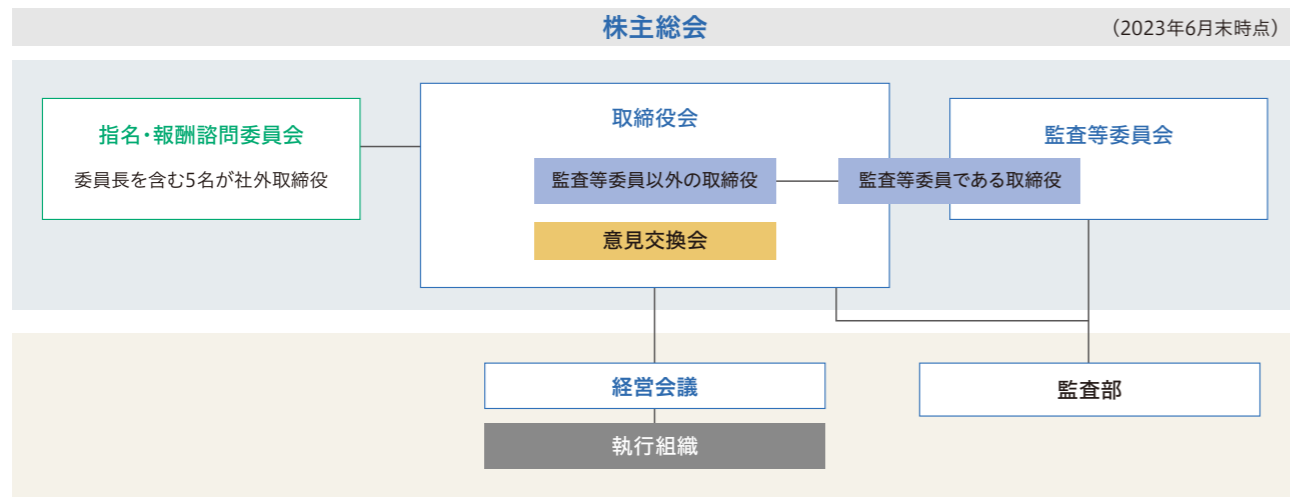 株主総会
(2023年6月末時点)
指名・報酬諮問委員会
委員長を含む5名が社外取締役
取締役会
監査等委員以外の取締役
意見交換会
監査等委員会
監査等委員である取締役
経営会議
執行組織
監査部